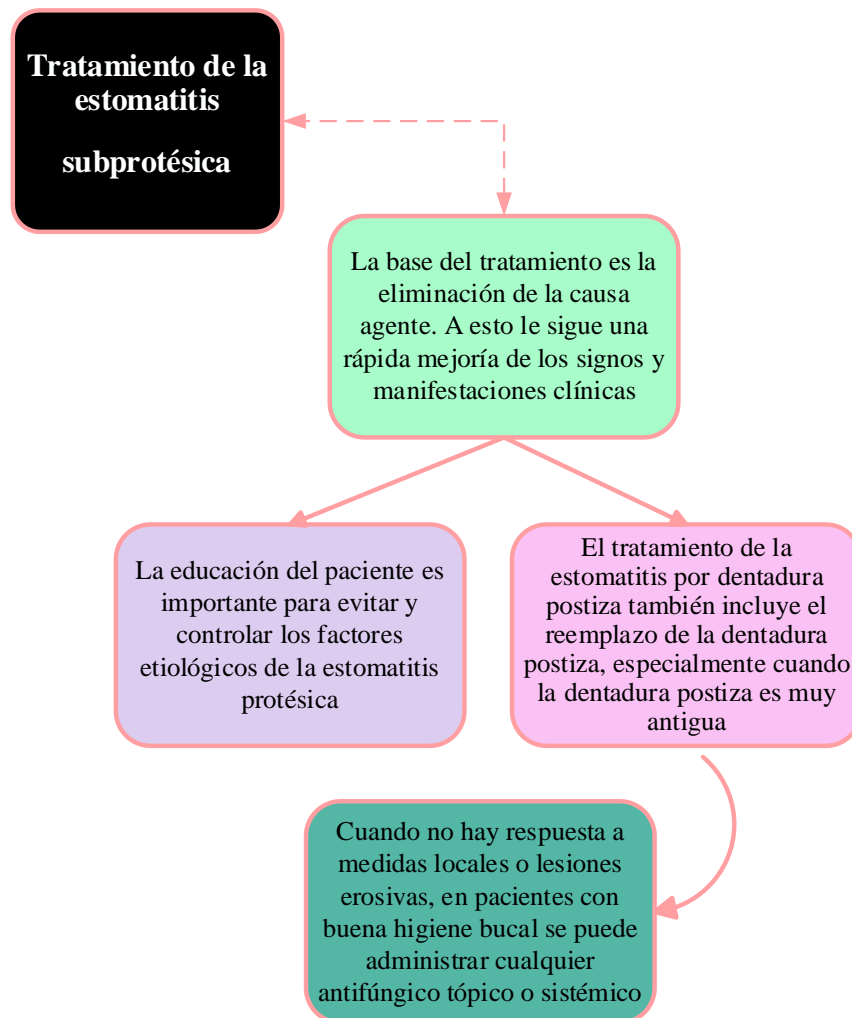 Tratamiento de la
estomatitis
subprotésica
La base del tratamiento es la
eliminación de la causa
agente. A esto le sigue una
rápida mejoría de los signos y
manifestaciones clínicas
La educación del paciente es
importante para evitar y
controlar los factores
etiológicos de la estomatitis
protésica
El tratamiento de la
estomatitis por dentadura
postiza también incluye el
reemplazo de la dentadura
postiza, especialmente cuando
la dentadura postiza es muy
antigua
Cuando no hay respuesta a
medidas locales o lesiones
erosivas, en pacientes con
buena higiene bucal se puede
administrar cualquier
antifúngico tópico o sistémico